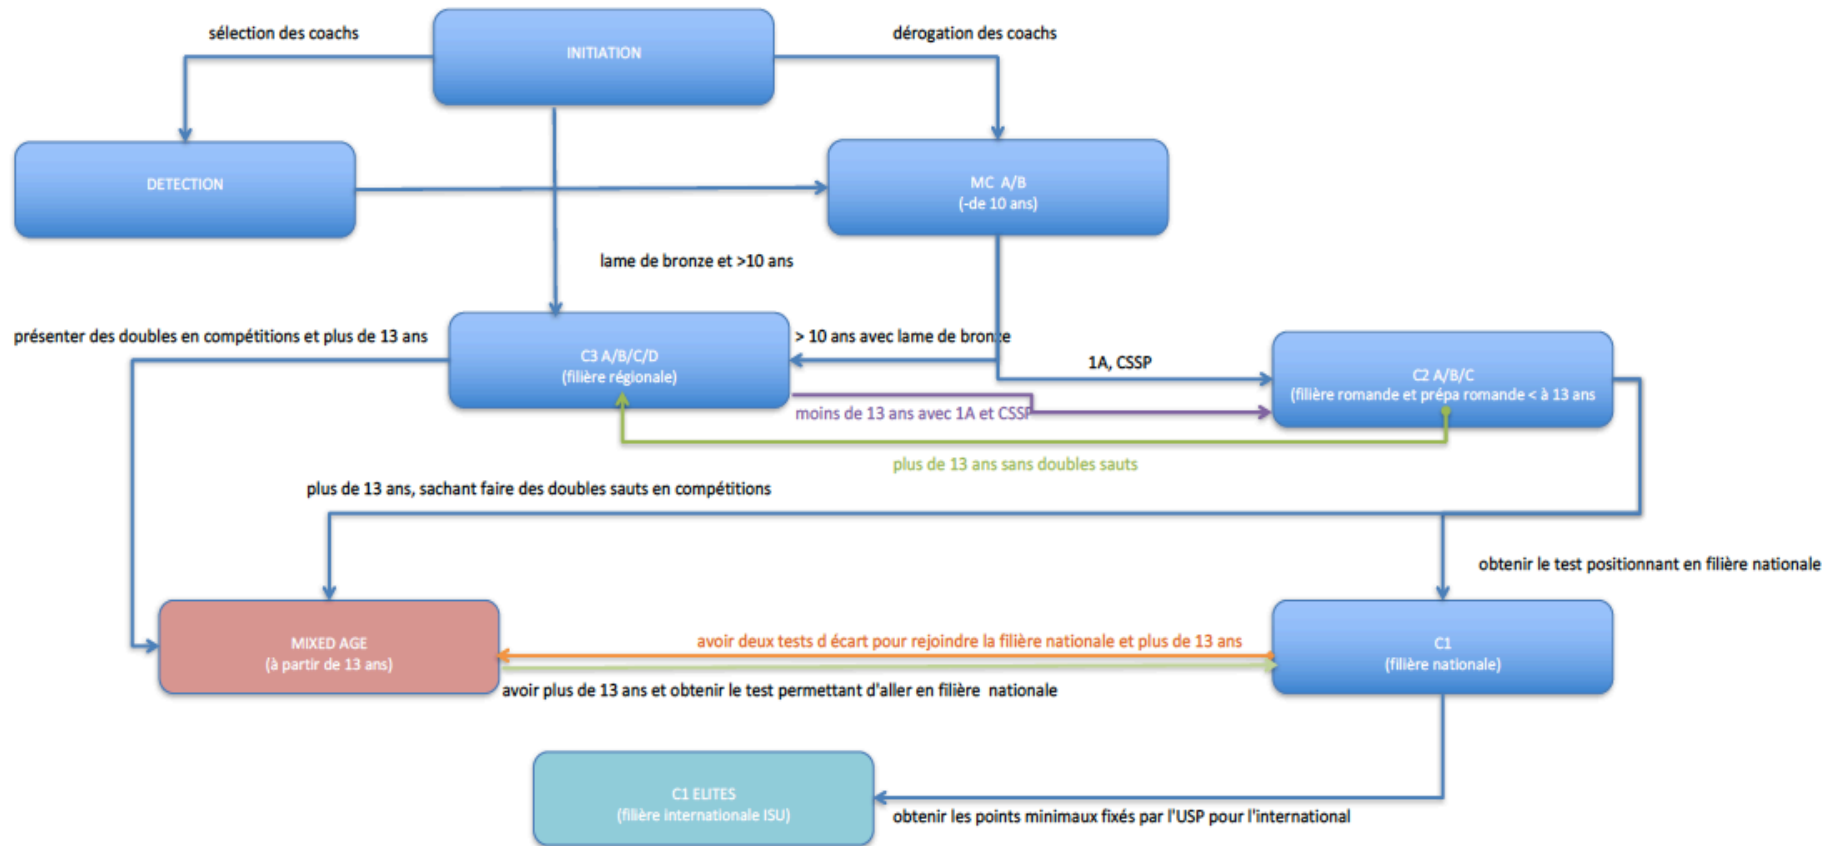 sélection des coachs
INITIATION
dérogation des coachs
DETECTION
MC A/B
(-de 10 ans)
lame de bronze et >10 ans
présenter des doubles en compétitions et plus de 13 ans
C3 A/B/C/D
(filière régionale)
> 10 ans avec lame de bronze
1A, CSSP
C2 A/B/C
(filière romande et prépa romande < à 13 ans
moins de 13 ans avec 1A et CSSP
plus de 13 ans sans doubles sauts
plus de 13 ans, sachant faire des doubles sauts en compétitions
obtenir le test positionnant en filière nationale
MIXED AGE
(à partir de 13 ans)
avoir deux tests d écart pour rejoindre la filière nationale et plus de 13 ans
C1
(filière nationale)
avoir plus de 13 ans et obtenir le test permettant d'aller en filière nationale
C1 ELITES
(filière internationale ISU)
obtenir les points minimaux fixés par l'USP pour l'international